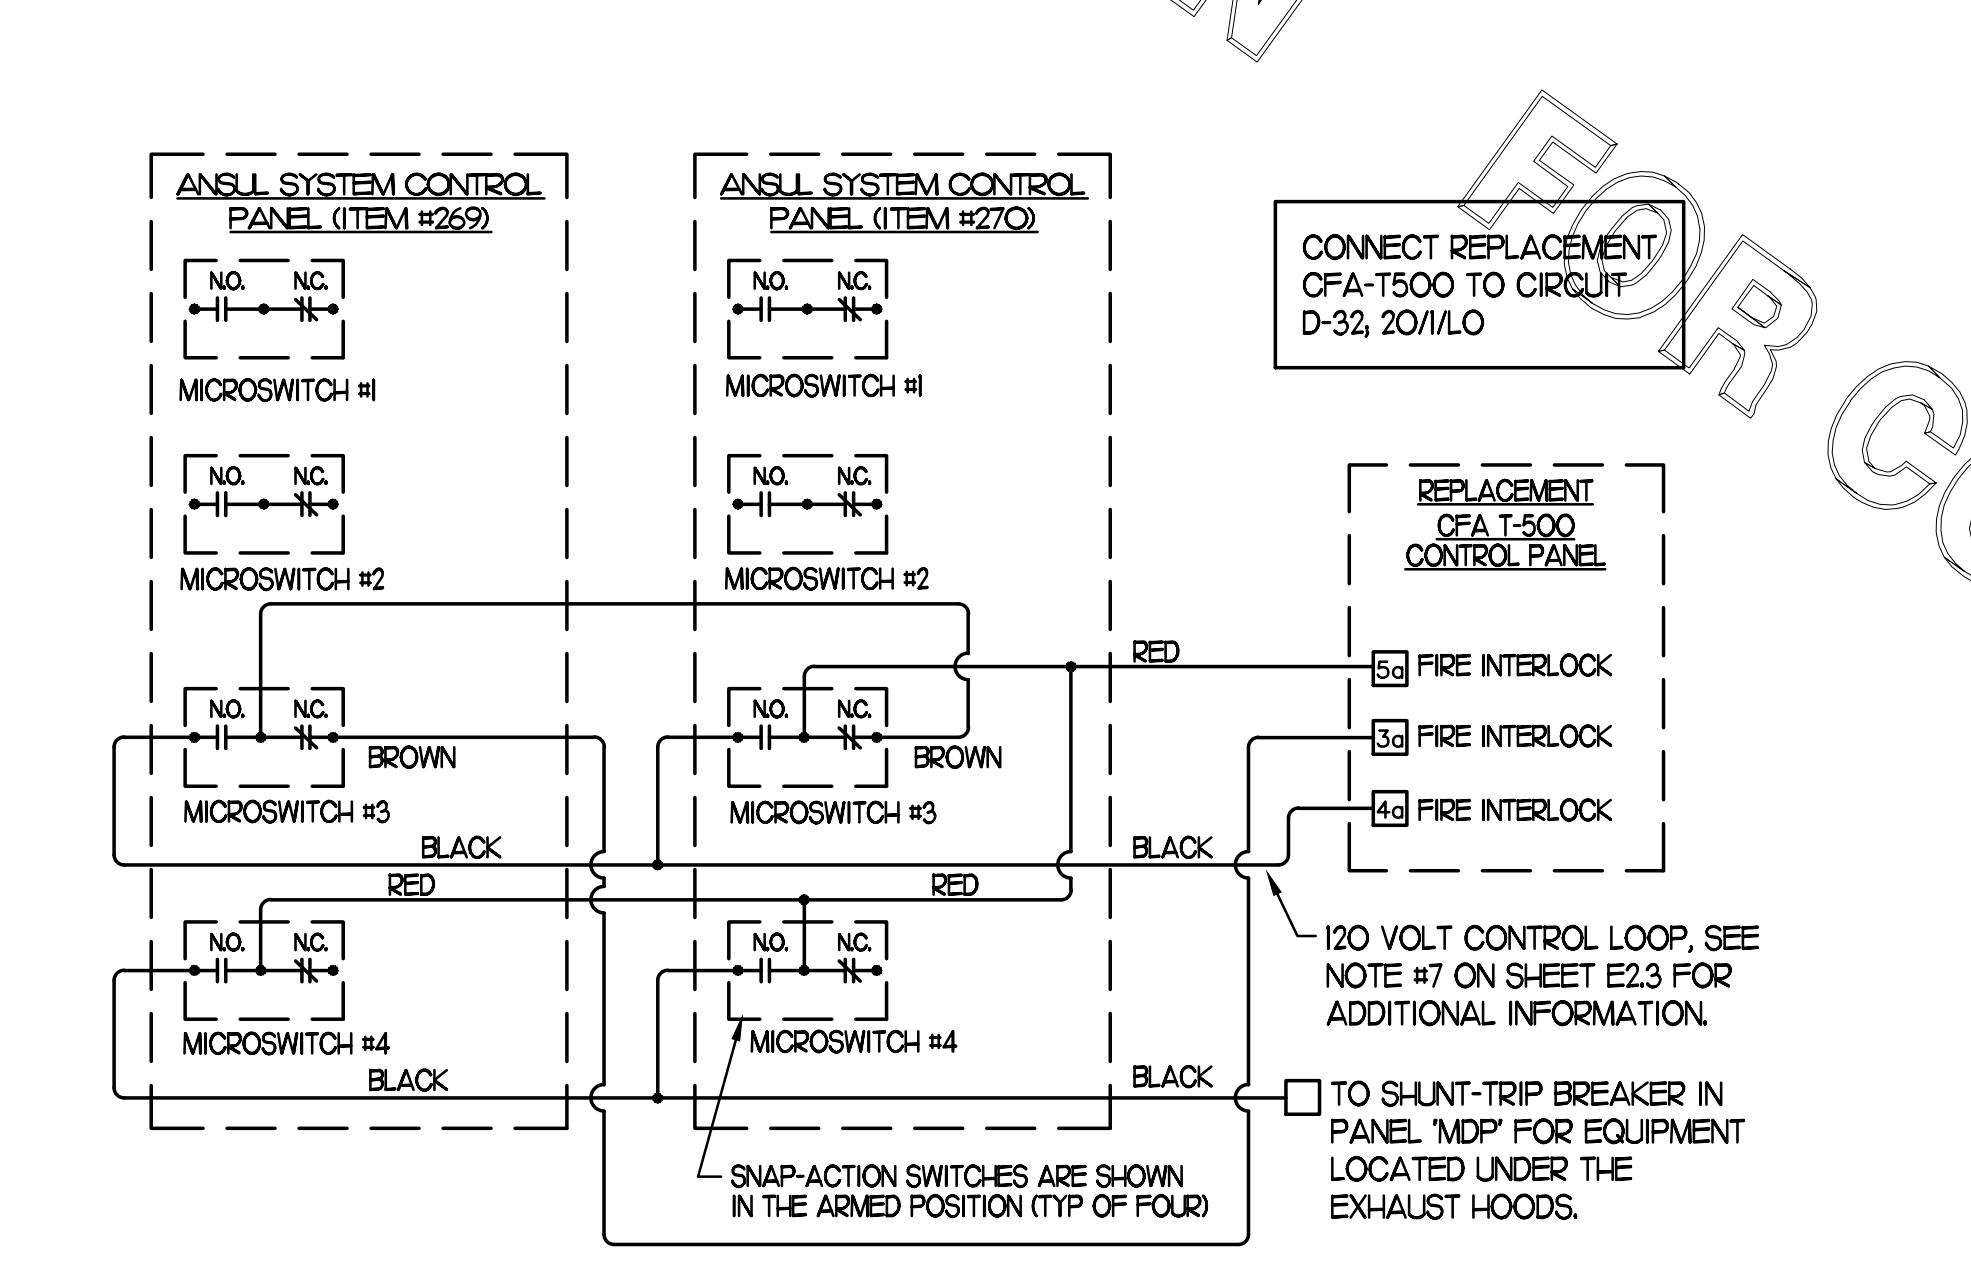 ANSUL SYSTEM CONTROL
PANEL (ITEM #269)
N.O. N.C.
MICROSWITCH #1
N.O. N.C.
MICROSWITCH #2
N.O. N.C.
BROWN
MICROSWITCH #3
BLACK
RED
N.O. N.C.
MICROSWITCH #4
BLACK
ANSUL SYSTEM CONTROL
PANEL (ITEM #270)
N.O. N.C.
MICROSWITCH #1
N.O. N.C.
MICROSWITCH #2
N.O. N.C.
BROWN
MICROSWITCH #3
RED
N.O. N.C.
MICROSWITCH #4
SNAP-ACTION SWITCHES ARE SHOWN
IN THE ARMED POSITION (TYP OF FOUR)
RED
BLACK
BLACK
CONNECT REPLACEMENT
CFA-T500 TO CIRCUIT
D-32; 20/1/LO
REPLACEMENT
CFA T-500
CONTROL PANEL
5a FIRE INTERLOCK
3a FIRE INTERLOCK
4a FIRE INTERLOCK
120 VOLT CONTROL LOOP, SEE
NOTE #7 ON SHEET E2.3 FOR
ADDITIONAL INFORMATION.
TO SHUNT-TRIP BREAKER IN
PANEL 'MDP' FOR EQUIPMENT
LOCATED UNDER THE
EXHAUST HOODS.
FOR